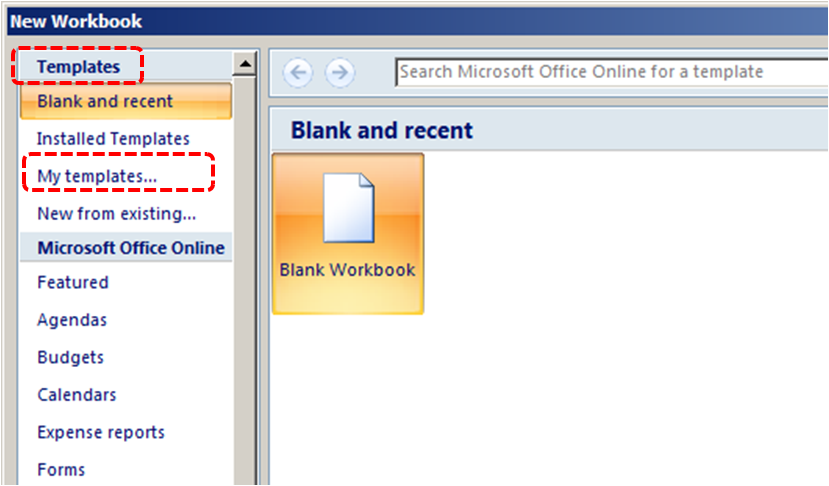 New Workbook
Templates
Blank and recent
Installed Templates
My templates...
New from existing...
Microsoft Office Online
Featured
Agendas
Budgets
Calendars
Expense reports
Forms
Search Microsoft Office Online for a template
Blank and recent
Blank Workbook